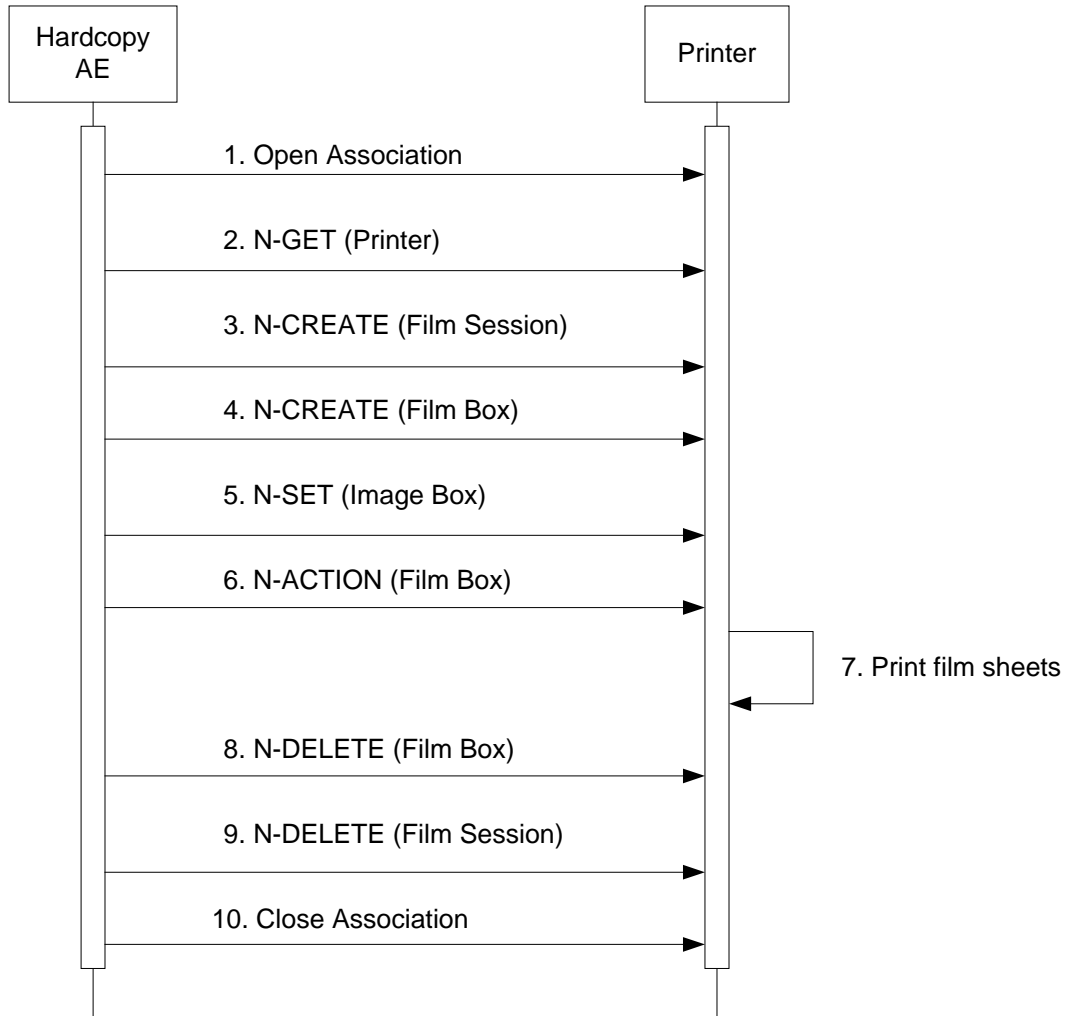 Hardcopy
AE
Printer
1. Open Association
2. N-GET (Printer)
3. N-CREATE (Film Session)
4. N-CREATE (Film Box)
5. N-SET (Image Box)
6. N-ACTION (Film Box)
7. Print film sheets
8. N-DELETE (Film Box)
9. N-DELETE (Film Session)
10. Close Association